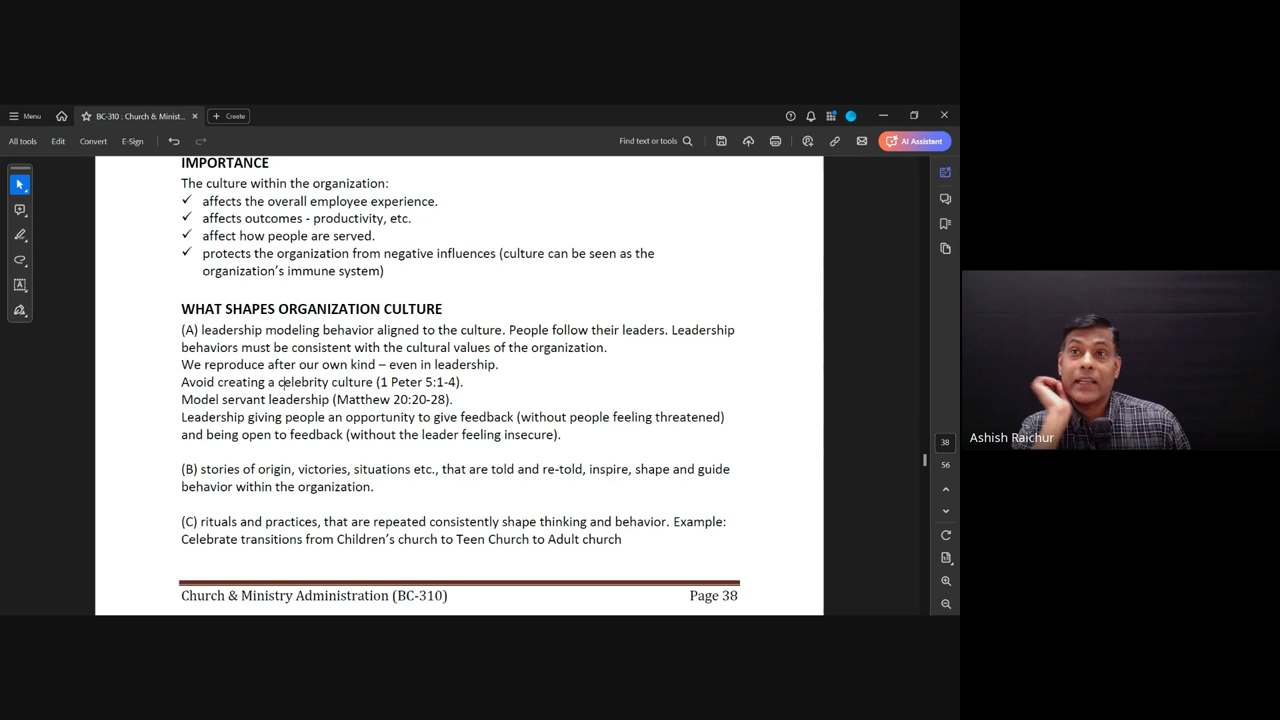 Menu
BC-310 : Church & Minist...
Create
All tools
Edit
Convert
E-Sign
Find text or tools
AI Assistant
IMPORTANCE
The culture within the organization:
✓ affects the overall employee experience.
✓ affects outcomes - productivity, etc.
✓ affect how people are served.
✓ protects the organization from negative influences (culture can be seen as the
organization's immune system)
WHAT SHAPES ORGANIZATION CULTURE
(A) leadership modeling behavior aligned to the culture. People follow their leaders. Leadership
behaviors must be consistent with the cultural values of the organization.
We reproduce after our own kind – even in leadership.
Avoid creating a celebrity culture (1 Peter 5:1-4).
Model servant leadership (Matthew 20:20-28).
Leadership giving people an opportunity to give feedback (without people feeling threatened)
and being open to feedback (without the leader feeling insecure).
(B) stories of origin, victories, situations etc., that are told and re-told, inspire, shape and guide
behavior within the organization.
(C) rituals and practices, that are repeated consistently shape thinking and behavior. Example:
Celebrate transitions from Children's church to Teen Church to Adult church
Church & Ministry Administration (BC-310) Page 38
38
56
Ashish Raichur